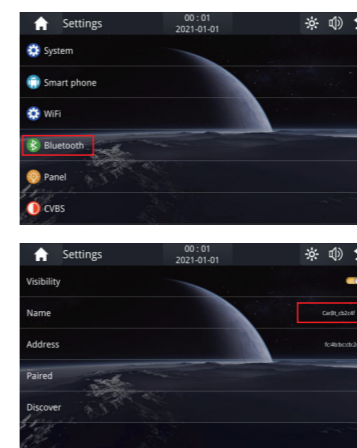 Settings
00 : 01
2021-01-01
System
Smart phone
WiFi
Bluetooth
Panel
CVBS
Settings
00 : 01
2021-01-01
Visibility
Name
Address
Paired
Discover